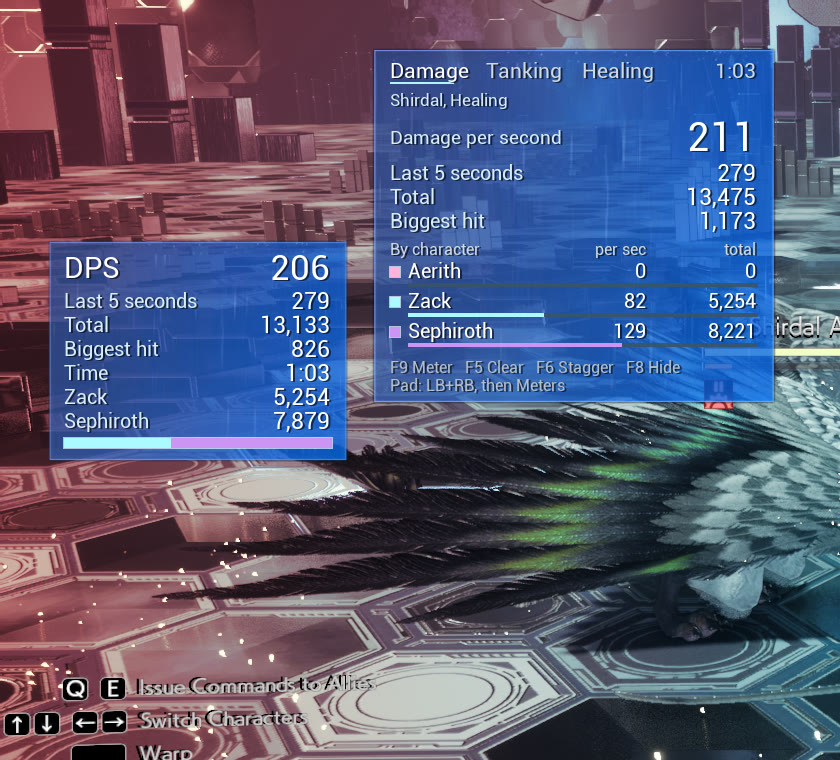 Damage Tanking Healing 1:03
Shirdal, Healing
Damage per second 211
Last 5 seconds 279
Total 13,475
Biggest hit 1,173
By character per sec total
Aerith 0 0
Zack 82 5,254
Sephiroth 129 8,221
F9 Meter F5 Clear F6 Stagger F8 Hide
Pad: LB+RB, then Meters
DPS 206
Last 5 seconds 279
Total 13,133
Biggest hit 826
Time 1:03
Zack 5,254
Sephiroth 7,879
Shirdal A
Q E Issue Commands to Allies
↑ ↓ ← → Switch Characters
Warp